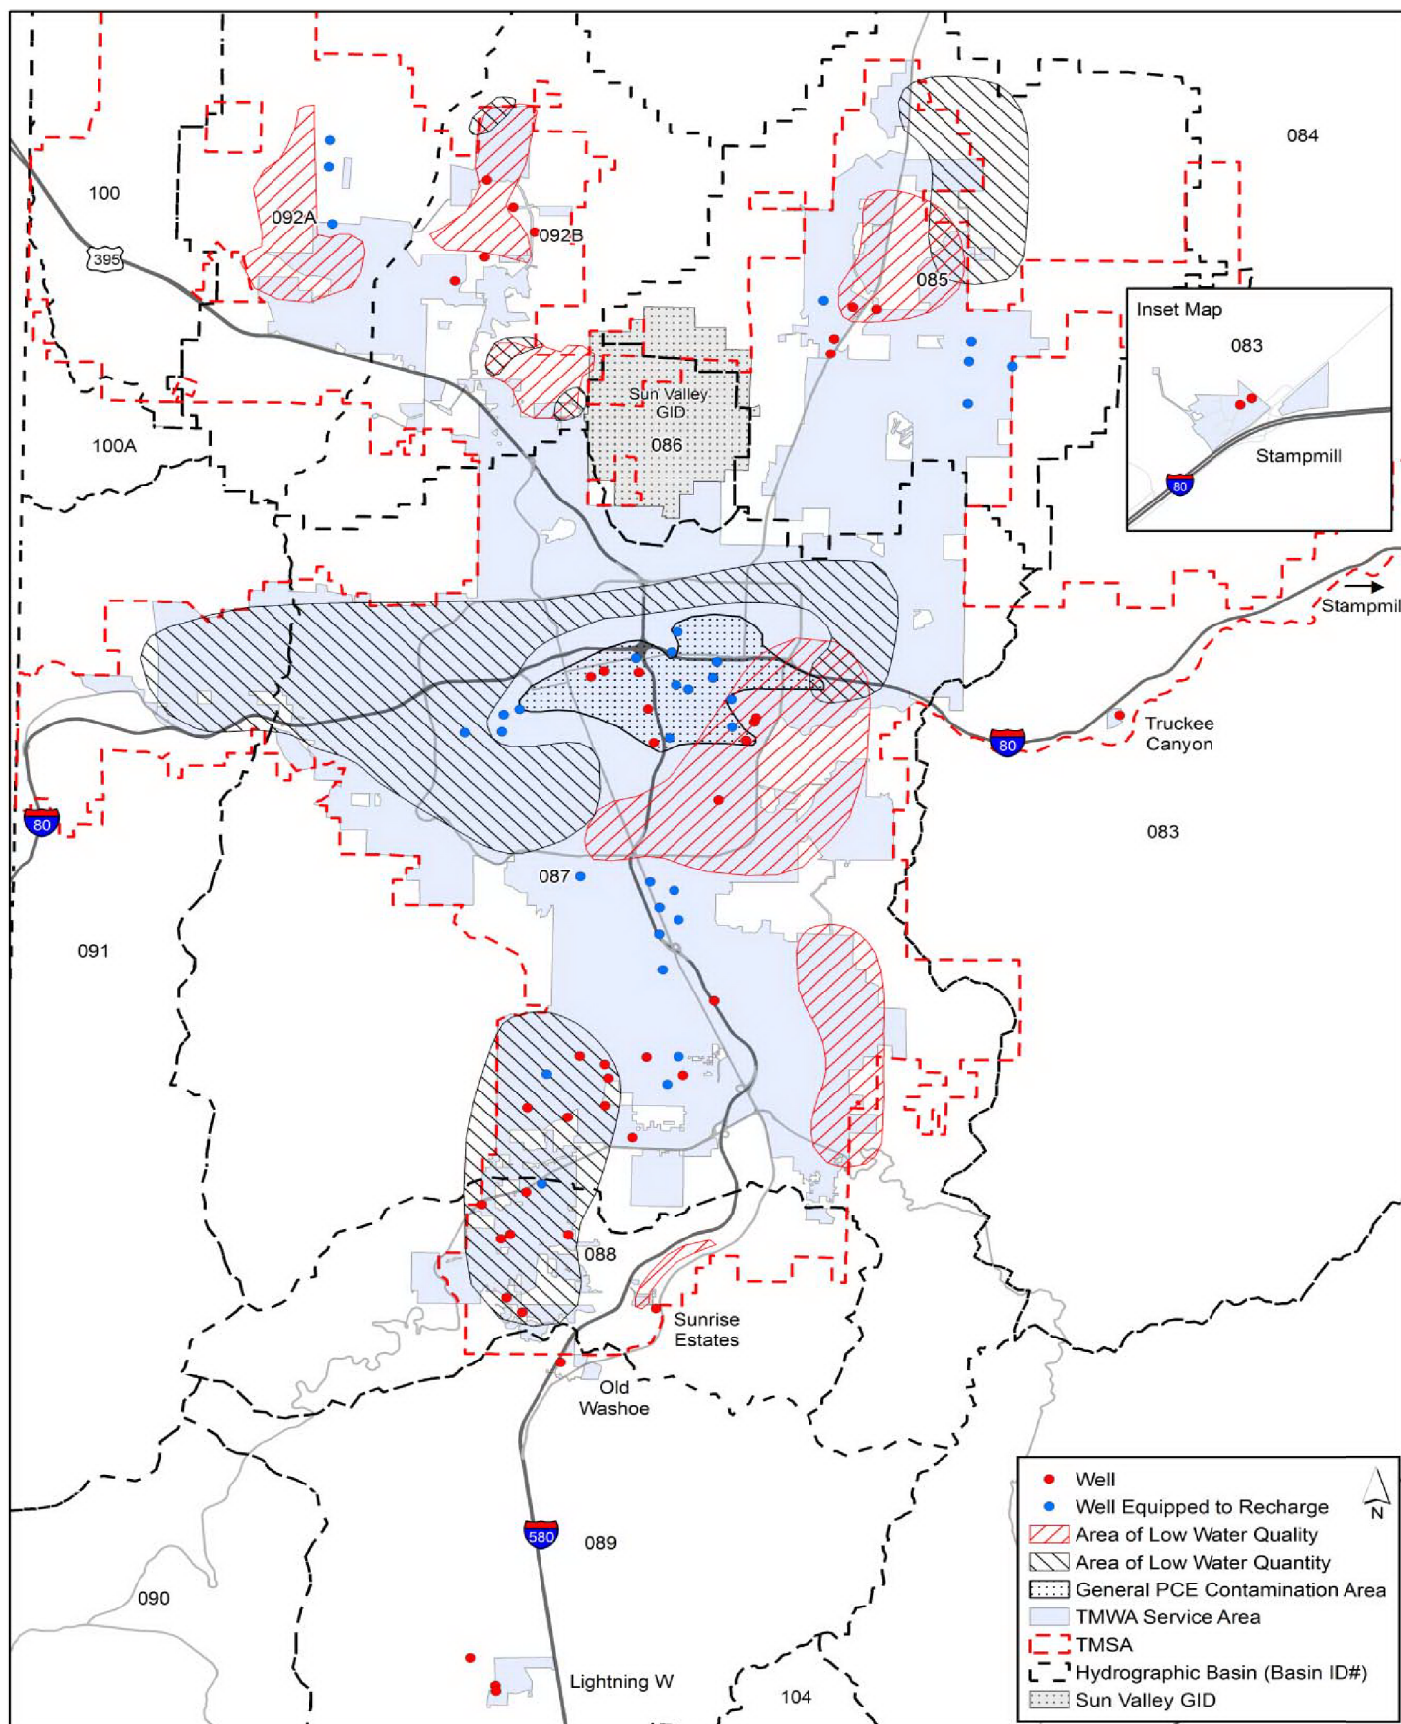 084
100
092A
092B
395
085
Inset Map
083
Stampmill
80
Sun Valley
GID
086
100A
Stampmil
Truckee
Canyon
80
80
083
087
091
088
Sunrise
Estates
Old
Washoe
580
089
090
Lightning W
104
Well
Well Equipped to Recharge
Area of Low Water Quality
Area of Low Water Quantity
General PCE Contamination Area
TMWA Service Area
TMSA
Hydrographic Basin (Basin ID#)
Sun Valley GID
N